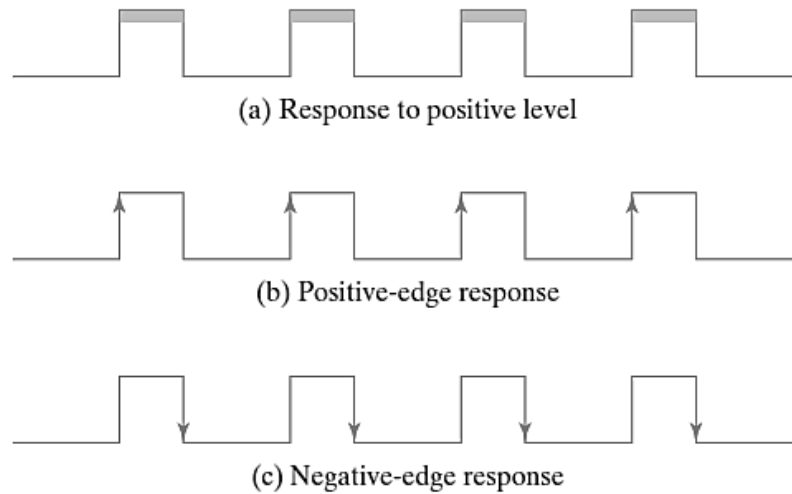 (a) Response to positive level
(b) Positive-edge response
(c) Negative-edge response